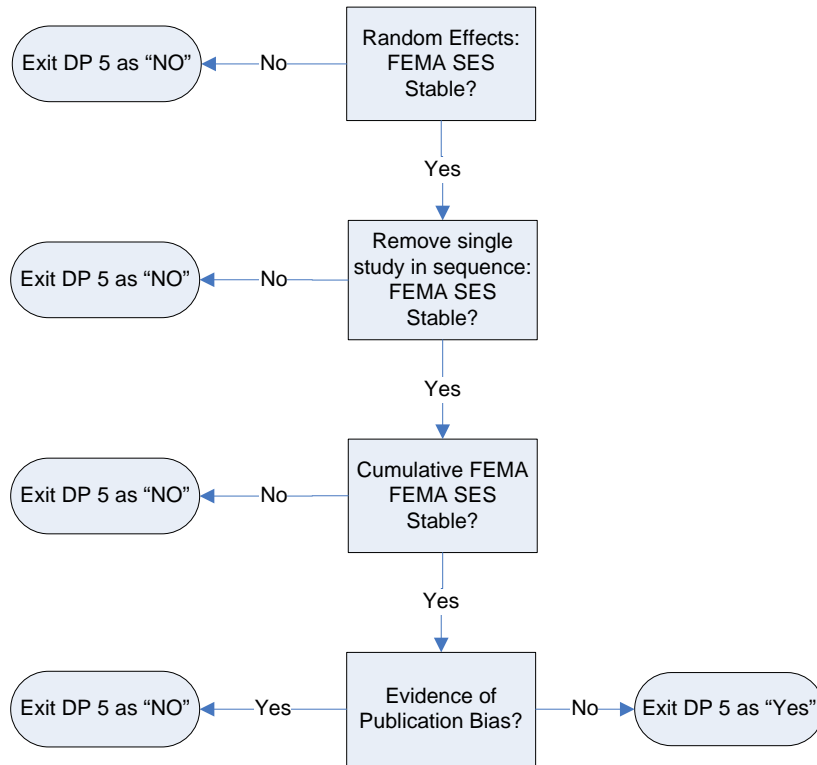 Random Effects:
FEMA SES
Stable?
Exit DP 5 as “NO”
No
Yes
Remove single
study in sequence:
FEMA SES
Stable?
Exit DP 5 as “NO”
No
Yes
Cumulative FEMA
FEMA SES
Stable?
Exit DP 5 as “NO”
No
Yes
Exit DP 5 as “NO”
Yes
Evidence of
Publication Bias?
No
Exit DP 5 as “Yes”